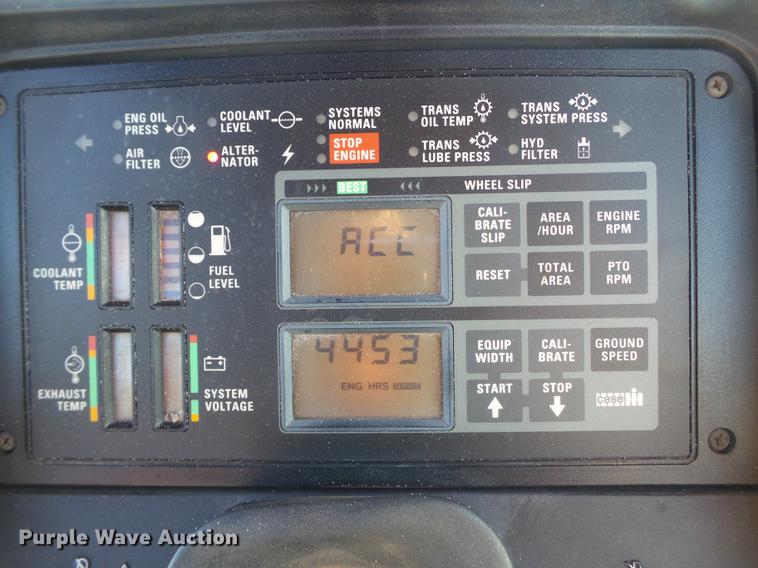 ENG OIL
PRESS
COOLANT
LEVEL
SYSTEMS
NORMAL
TRANS
OIL TEMP
TRANS
SYSTEM PRESS
AIR
FILTER
ALTER-
NATOR
STOP
ENGINE
TRANS
LUBE PRESS
HYD
FILTER
BEST
WHEEL SLIP
ACC
CALI-
BRATE
SLIP
AREA
/HOUR
ENGINE
RPM
RESET
TOTAL
AREA
PTO
RPM
COOLANT
TEMP
FUEL
LEVEL
4453
ENG HRS
EQUIP
WIDTH
CALI-
BRATE
GROUND
SPEED
START
STOP
case IH
EXHAUST
TEMP
SYSTEM
VOLTAGE
Purple Wave Auction